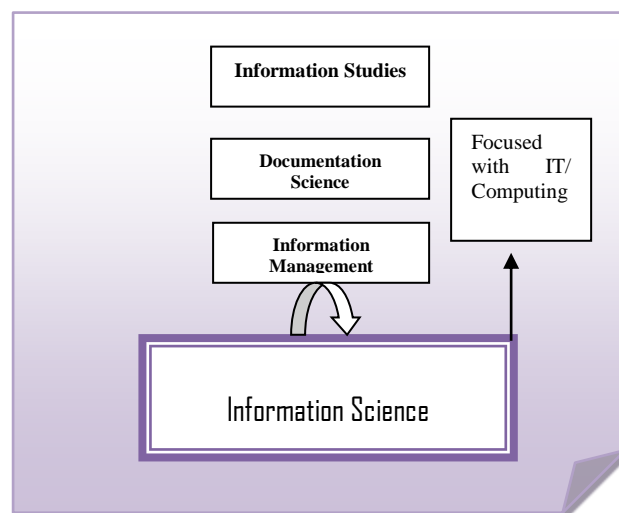 Information Studies
Documentation
Science
Information
Management
Focused
with IT/
Computing
Information Science